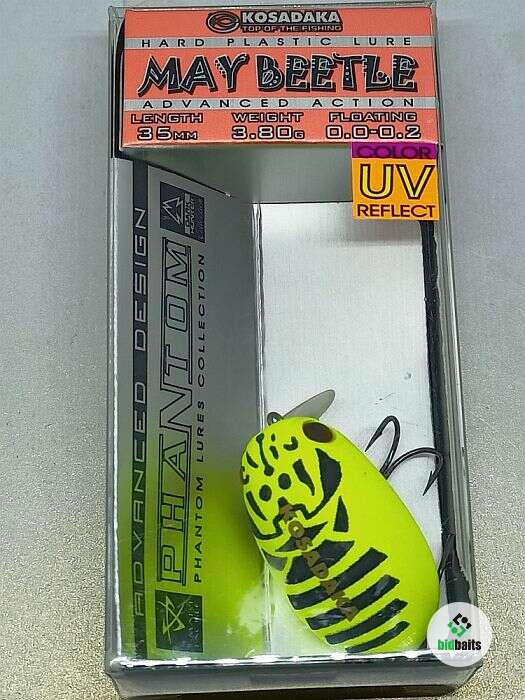 KOSADAKA
TOP OF THE FISHING
HARD PLASTIC LURE
MAY BEETLE
ADVANCED ACTION
LENGTH WEIGHT FLOATING
35MM 3.80G 0.0-0.2
COLOR
UV
REFLECT
ADVANCED DESIGN
PHANTOM
PHANTOM LURES COLLECTION
KOSADAKA
bidbaits